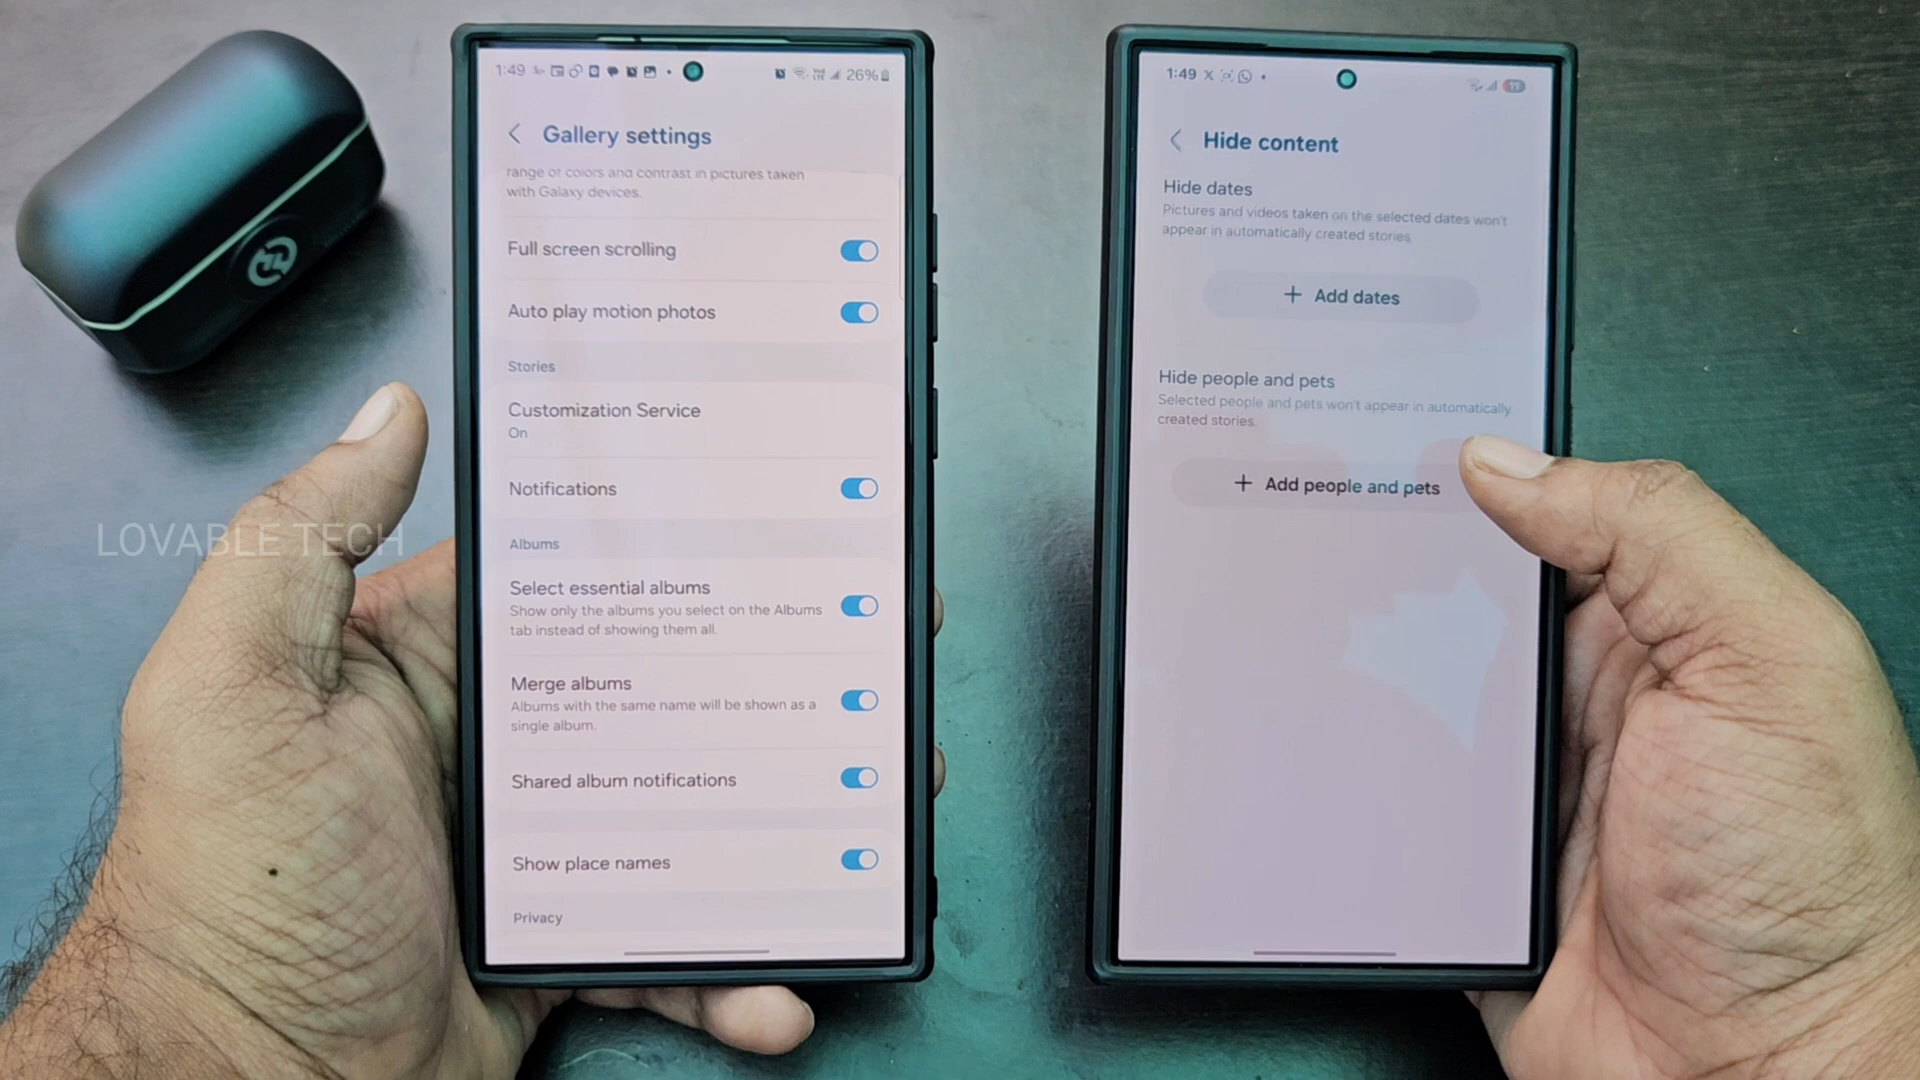 1:49
26%
Gallery settings
range of colors and contrast in pictures taken
with Galaxy devices.
Full screen scrolling
Auto play motion photos
Stories
Customization Service
On
Notifications
Albums
Select essential albums
Show only the albums you select on the Albums
tab instead of showing them all.
Merge albums
Albums with the same name will be shown as a
single album.
Shared album notifications
Show place names
Privacy
1:49
11
Hide content
Hide dates
Pictures and videos taken on the selected dates won't
appear in automatically created stories.
+ Add dates
Hide people and pets
Selected people and pets won't appear in automatically
created stories.
+ Add people and pets
LOVABLE TECH